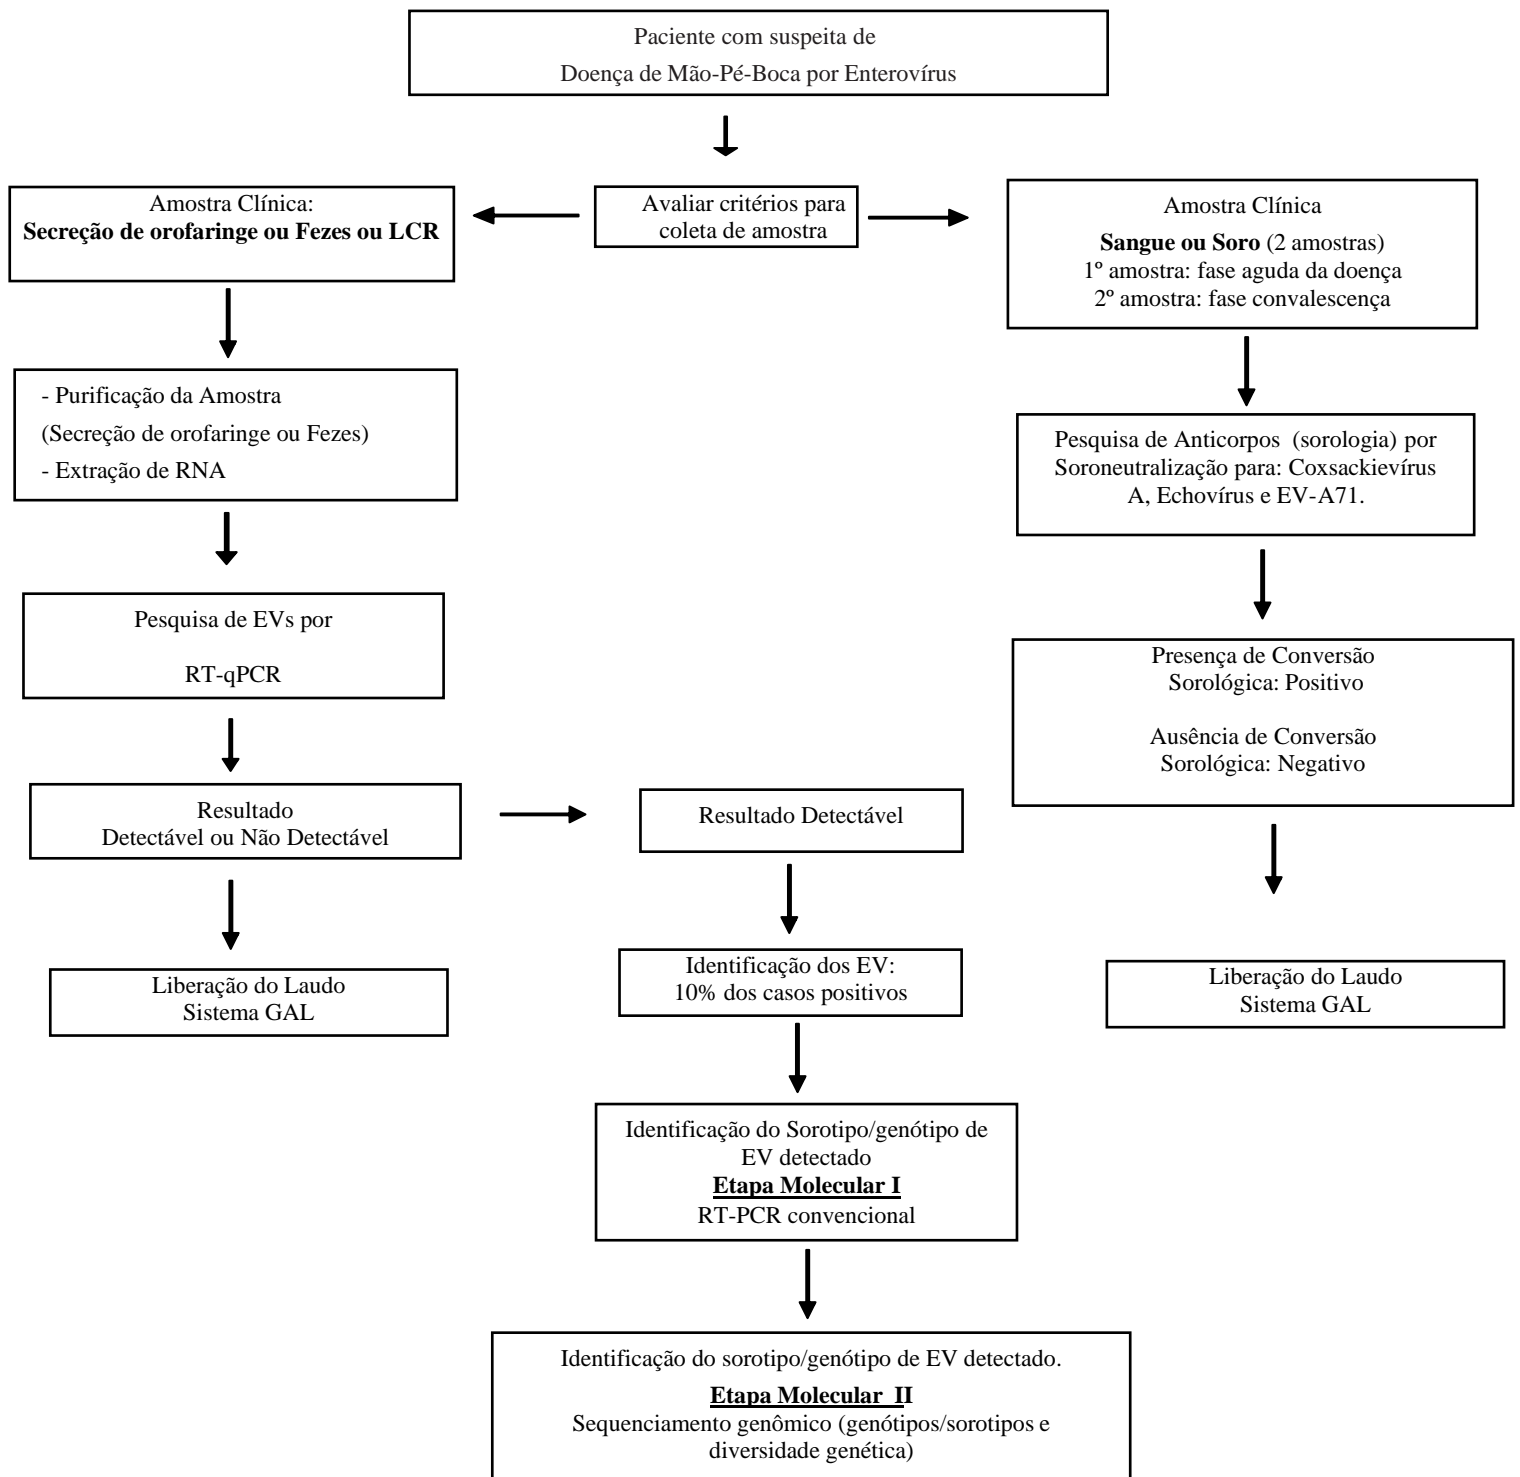 Paciente com suspeita de
Doença de Mão-Pé-Boca por Enterovírus
Avaliar critérios para
coleta de amostra
Amostra Clínica:
Secreção de orofaringe ou Fezes ou LCR
- Purificação da Amostra
(Secreção de orofaringe ou Fezes)
- Extração de RNA
Pesquisa de EVs por
RT-qPCR
Resultado
Detectável ou Não Detectável
Liberação do Laudo
Sistema GAL
Resultado Detectável
Identificação dos EV:
10% dos casos positivos
Identificação do Sorotipo/genótipo de
EV detectado
Etapa Molecular I
RT-PCR convencional
Identificação do sorotipo/genótipo de EV detectado.
Etapa Molecular II
Sequenciamento genômico (genótipos/sorotipos e
diversidade genética)
Amostra Clínica
Sangue ou Soro (2 amostras)
1º amostra: fase aguda da doença
2º amostra: fase convalescença
Pesquisa de Anticorpos (sorologia) por
Soroneutralização para: Coxsackievírus
A, Echovírus e EV-A71.
Presença de Conversão
Sorológica: Positivo
Ausência de Conversão
Sorológica: Negativo
Liberação do Laudo
Sistema GAL